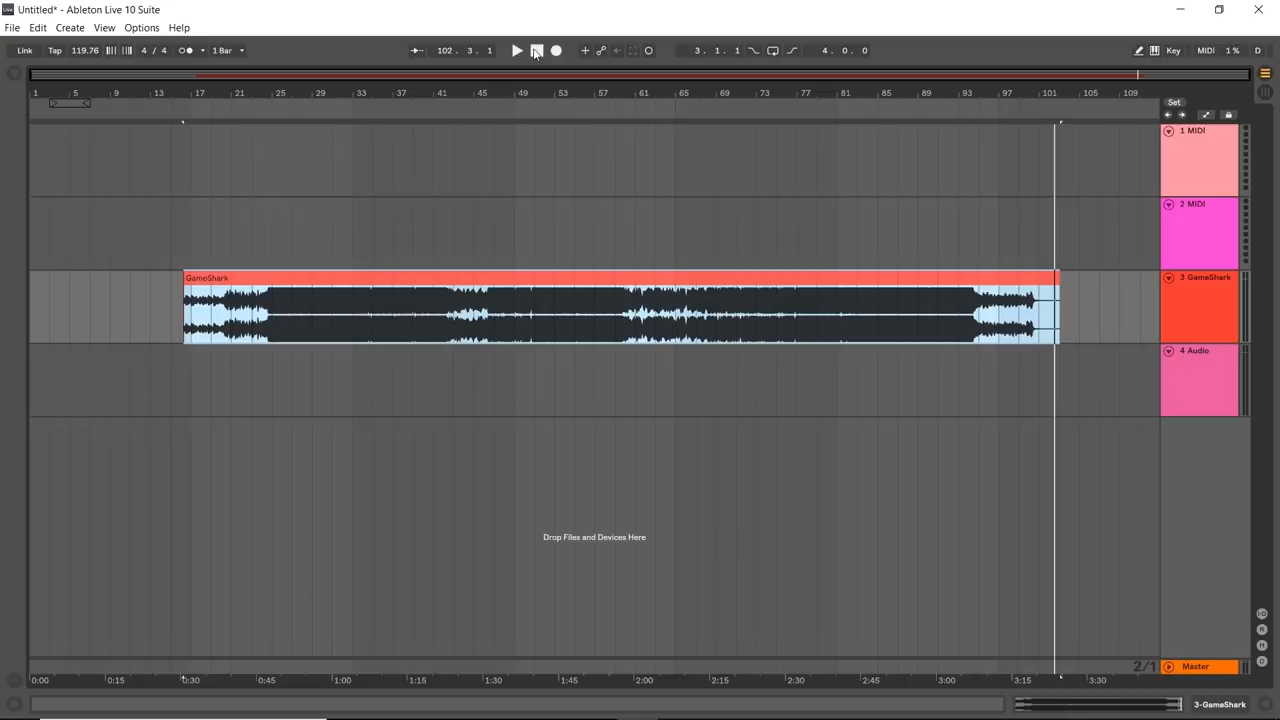 Untitled* - Ableton Live 10 Suite
File Edit Create View Options Help
Link Tap 119.76 4 / 4 1 Bar 102 . 3 . 1 3 . 1 . 1 4 . 0 . 0 Key MIDI 1 % D
1 5 9 13 17 21 25 29 33 37 41 45 49 53 57 61 65 69 73 77 81 85 89 93 97 101 105 109
Set
1 MIDI
2 MIDI
GameShark
3 GameShark
4 Audio
Drop Files and Devices Here
2/1
Master
0:00 0:15 0:30 0:45 1:00 1:15 1:30 1:45 2:00 2:15 2:30 2:45 3:00 3:15 3:30
3-GameShark